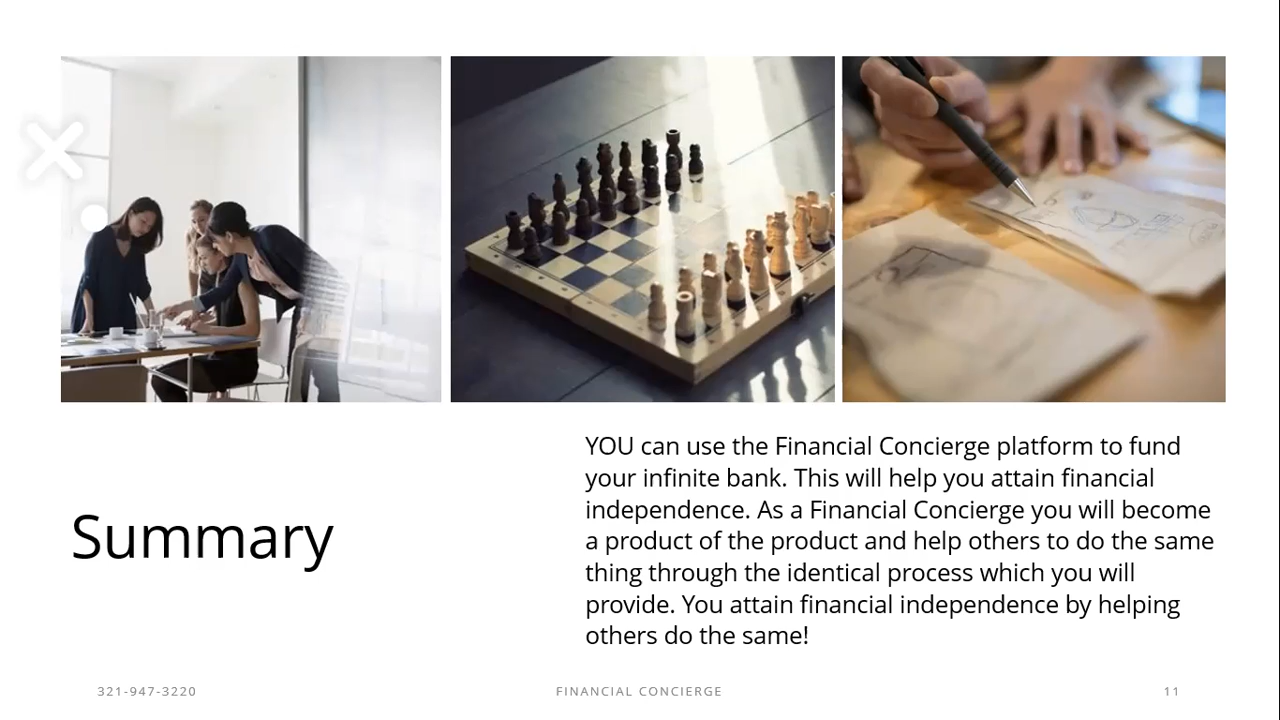 Summary
YOU can use the Financial Concierge platform to fund
your infinite bank. This will help you attain financial
independence. As a Financial Concierge you will become
a product of the product and help others to do the same
thing through the identical process which you will
provide. You attain financial independence by helping
others do the same!
321-947-3220
FINANCIAL CONCIERGE
11